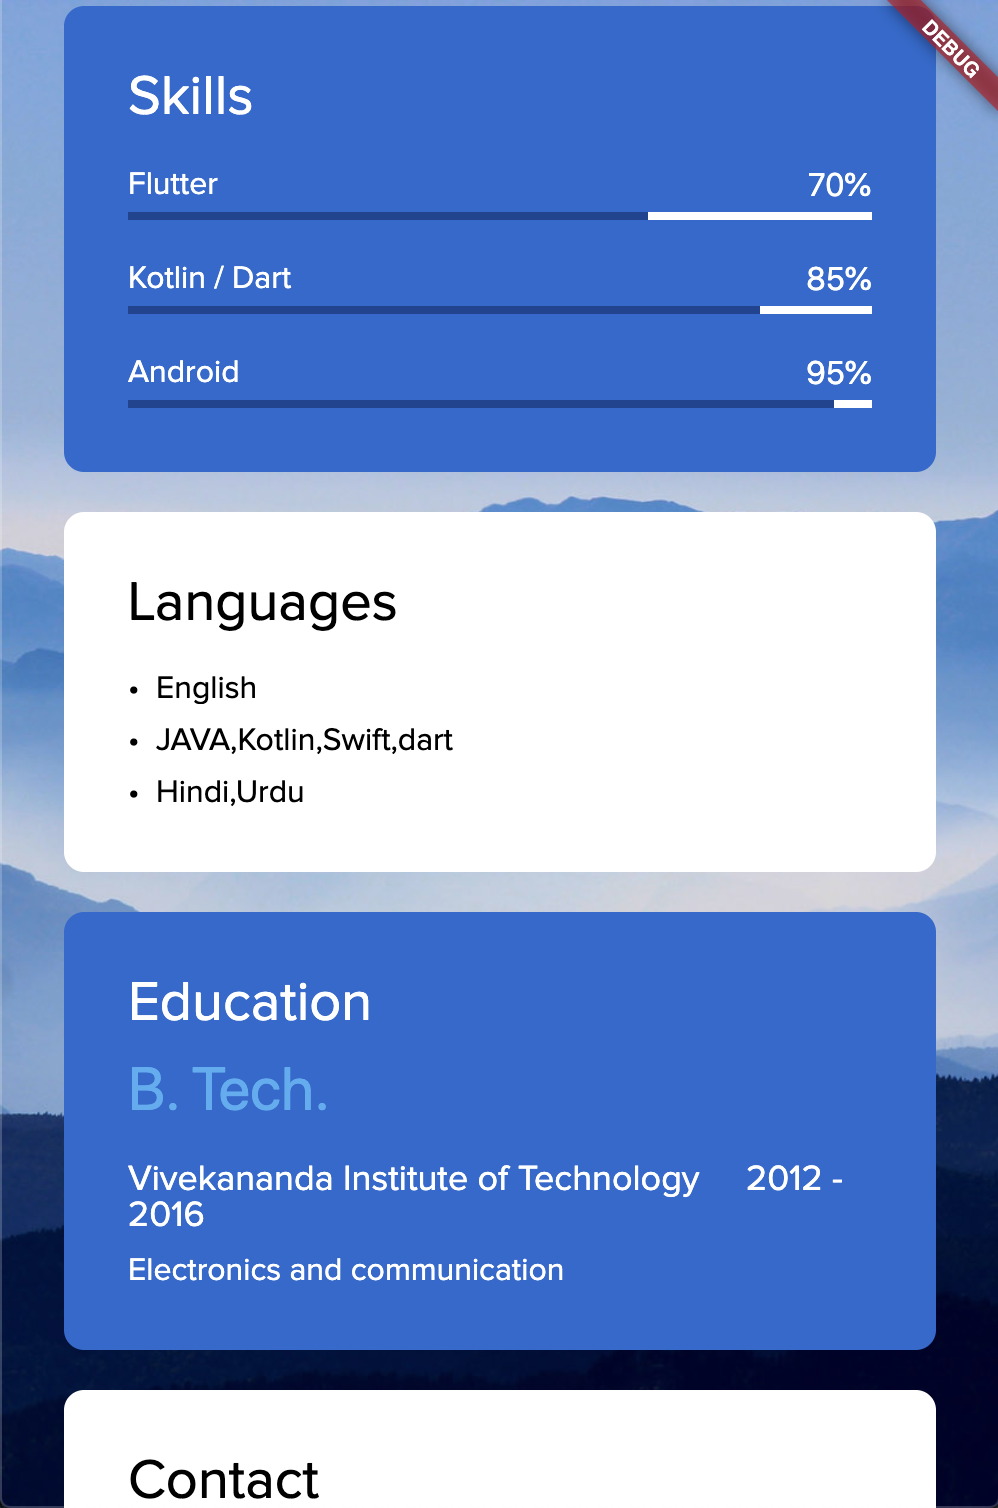 DEBUG
Skills
Flutter 70%
Kotlin / Dart 85%
Android 95%
Languages
• English
• JAVA,Kotlin,Swift,dart
• Hindi,Urdu
Education
B. Tech.
Vivekananda Institute of Technology 2012 -
2016
Electronics and communication
Contact